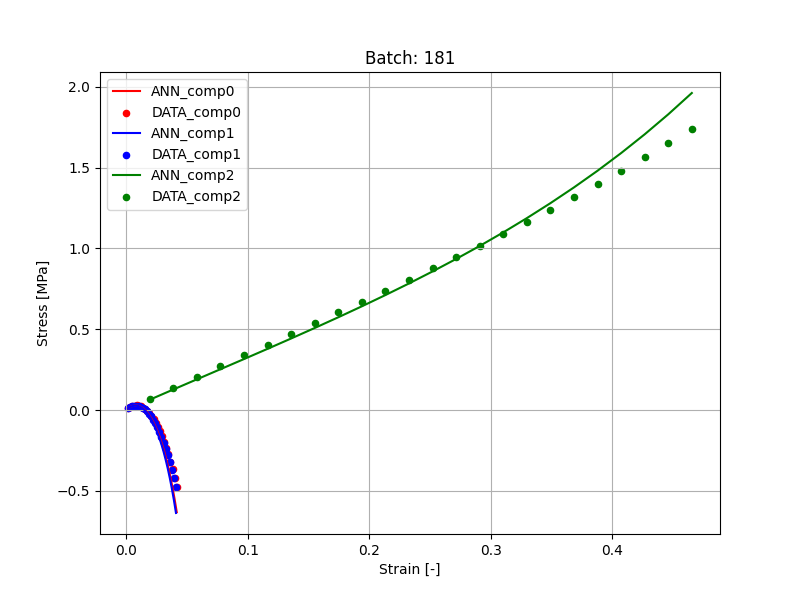 Batch: 181
ANN_comp0
DATA_comp0
ANN_comp1
DATA_comp1
ANN_comp2
DATA_comp2
2.0
1.5
1.0
0.5
0.0
−0.5
Stress [MPa]
0.0 0.1 0.2 0.3 0.4
Strain [-]